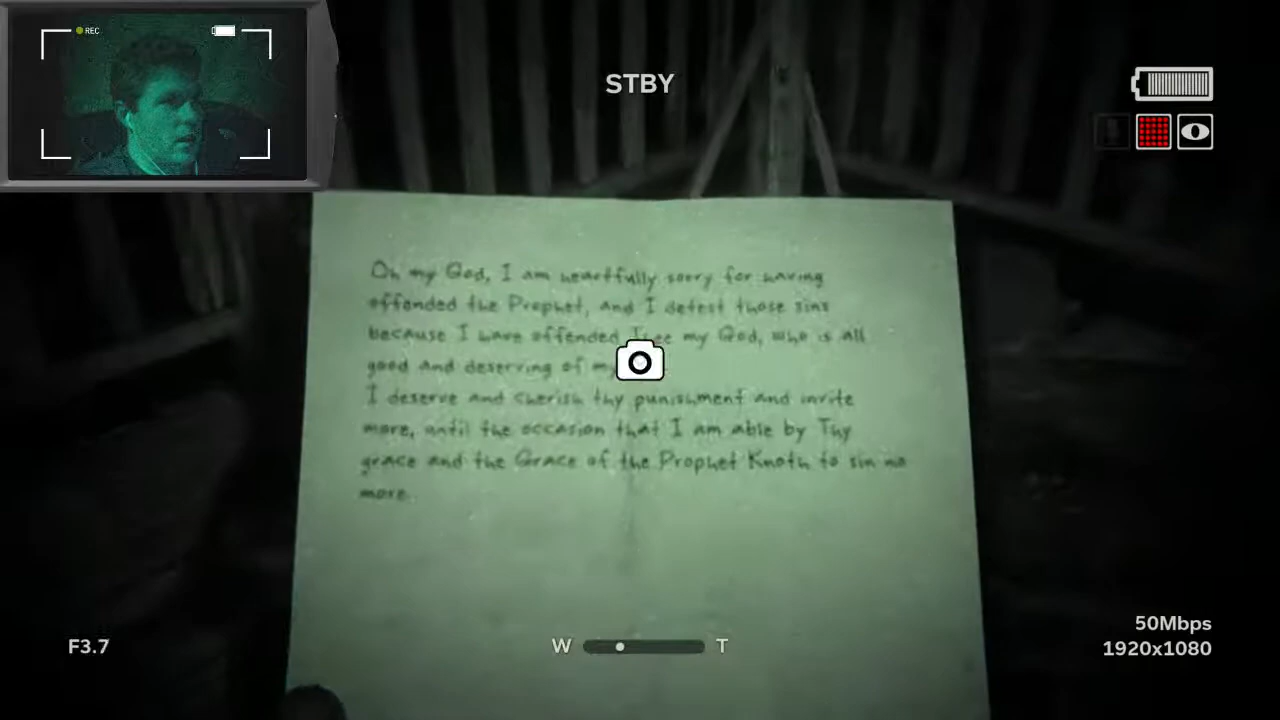 REC
STBY
Oh my God, I am heartfully sorry for having
offended the Prophet, and I detest those sins
because I have offended Thee my God, who is all
good and deserving of my
I deserve and cherish thy punishment and invite
more, until the occasion that I am able by Thy
grace and the Grace of the Prophet Knoth to sin no
more.
F3.7
W T
50Mbps
1920x1080